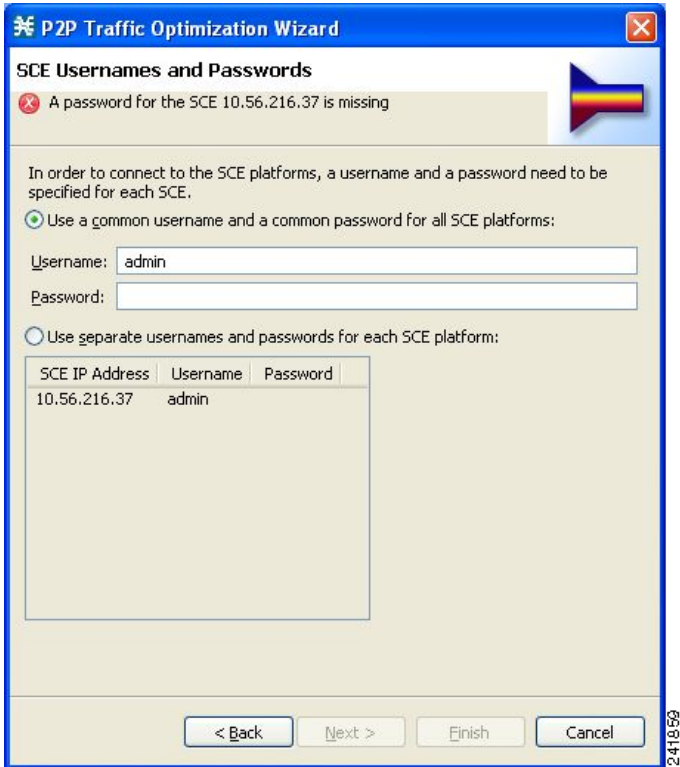 P2P Traffic Optimization Wizard
SCE Usernames and Passwords
A password for the SCE 10.56.216.37 is missing
In order to connect to the SCE platforms, a username and a password need to be
specified for each SCE.
Use a common username and a common password for all SCE platforms:
Username: admin
Password:
Use separate usernames and passwords for each SCE platform:
SCE IP Address Username Password
10.56.216.37 admin
< Back Next > Finish Cancel
241859